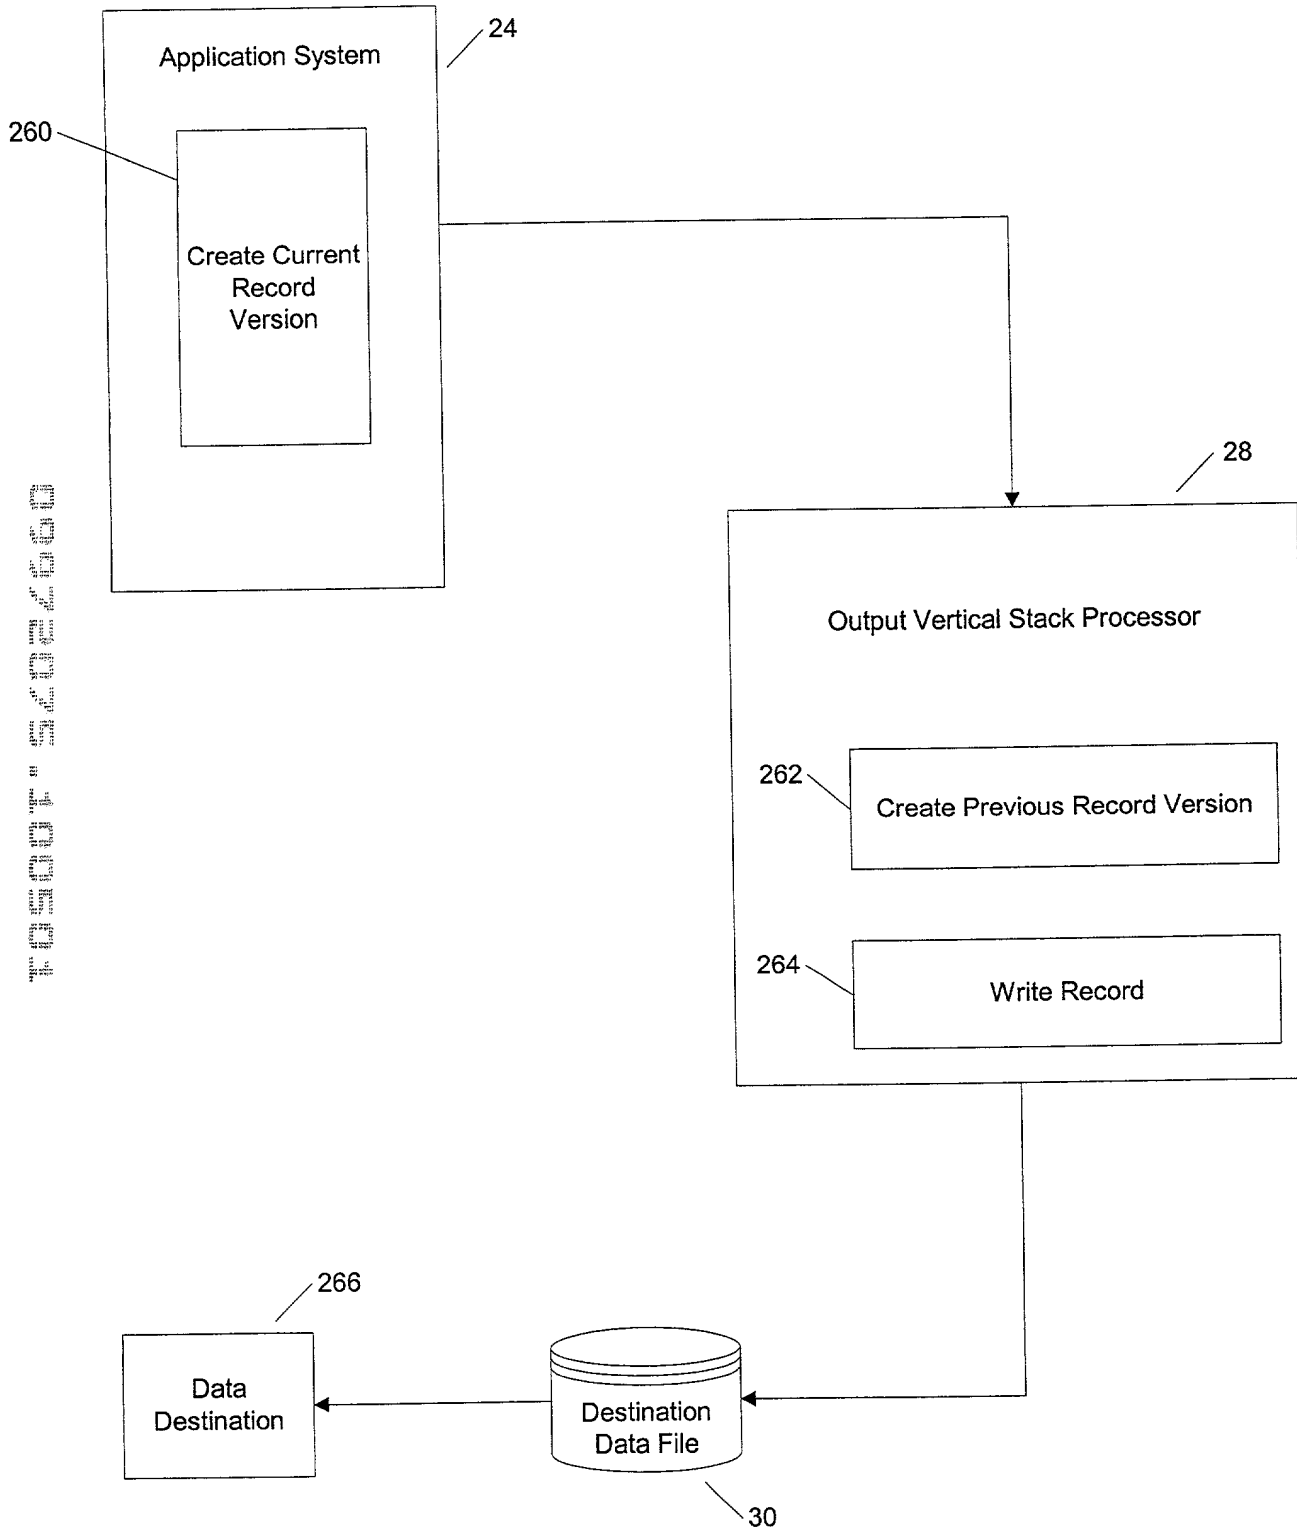 24
Application System
260
Create Current
Record
Version
28
Output Vertical Stack Processor
262
Create Previous Record Version
264
Write Record
266
Data
Destination
Destination
Data File
30